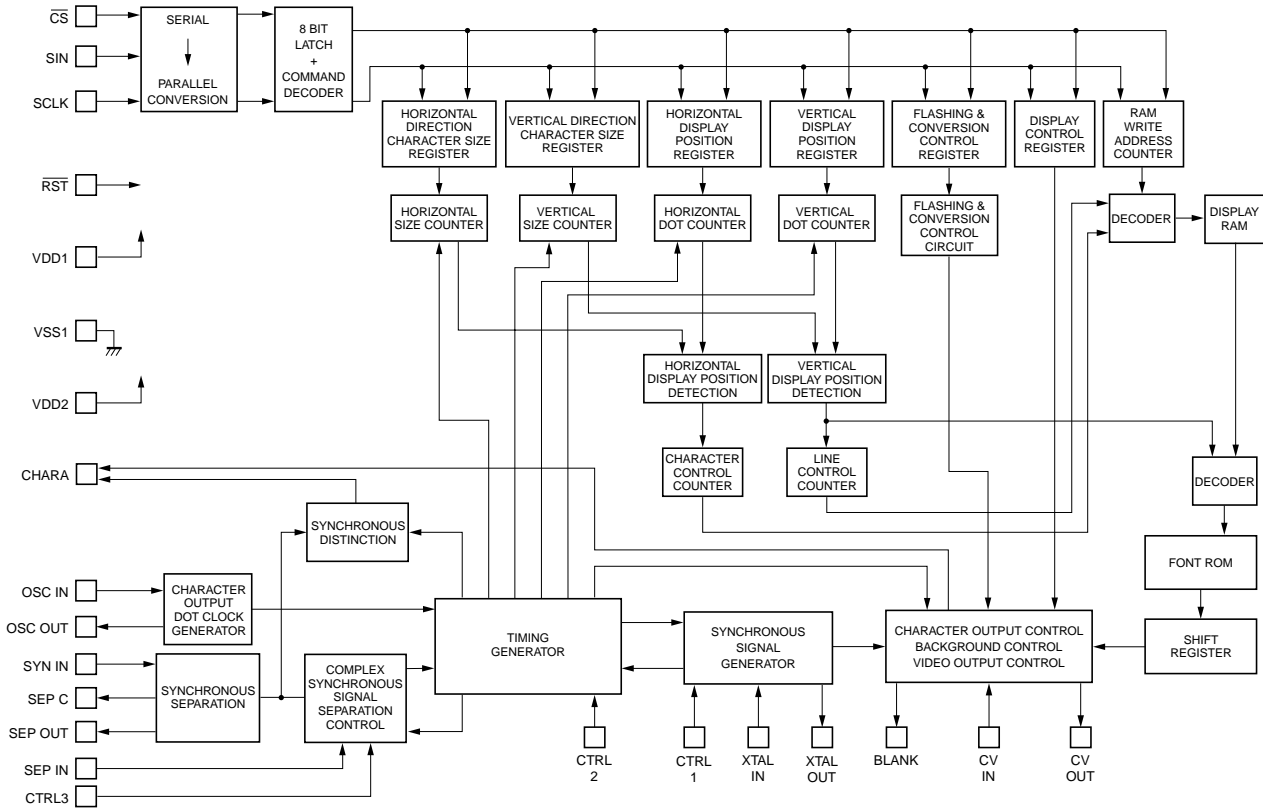 CS
SIN
SCLK
RST
VDD1
VSS1
VDD2
CHARA
OSC IN
OSC OUT
SYN IN
SEP C
SEP OUT
SEP IN
CTRL3
SERIAL
PARALLEL
CONVERSION
8 BIT
LATCH
+
COMMAND
DECODER
HORIZONTAL
DIRECTION
CHARACTER SIZE
REGISTER
VERTICAL DIRECTION
CHARACTER SIZE
REGISTER
HORIZONTAL
DISPLAY
POSITION
REGISTER
VERTICAL
DISPLAY
POSITION
REGISTER
FLASHING &
CONVERSION
CONTROL
REGISTER
DISPLAY
CONTROL
REGISTER
RAM
WRITE
ADDRESS
COUNTER
HORIZONTAL
SIZE COUNTER
VERTICAL
SIZE COUNTER
HORIZONTAL
DOT COUNTER
VERTICAL
DOT COUNTER
FLASHING &
CONVERSION
CONTROL
CIRCUIT
DECODER
DISPLAY
RAM
HORIZONTAL
DISPLAY POSITION
DETECTION
VERTICAL
DISPLAY POSITION
DETECTION
CHARACTER
CONTROL
COUNTER
LINE
CONTROL
COUNTER
DECODER
SYNCHRONOUS
DISTINCTION
FONT ROM
CHARACTER
OUTPUT
DOT CLOCK
GENERATOR
TIMING
GENERATOR
SYNCHRONOUS
SIGNAL
GENERATOR
CHARACTER OUTPUT CONTROL
BACKGROUND CONTROL
VIDEO OUTPUT CONTROL
SHIFT
REGISTER
SYNCHRONOUS
SEPARATION
COMPLEX
SYNCHRONOUS
SIGNAL
SEPARATION
CONTROL
CTRL
2
CTRL
1
XTAL
IN
XTAL
OUT
BLANK
CV
IN
CV
OUT